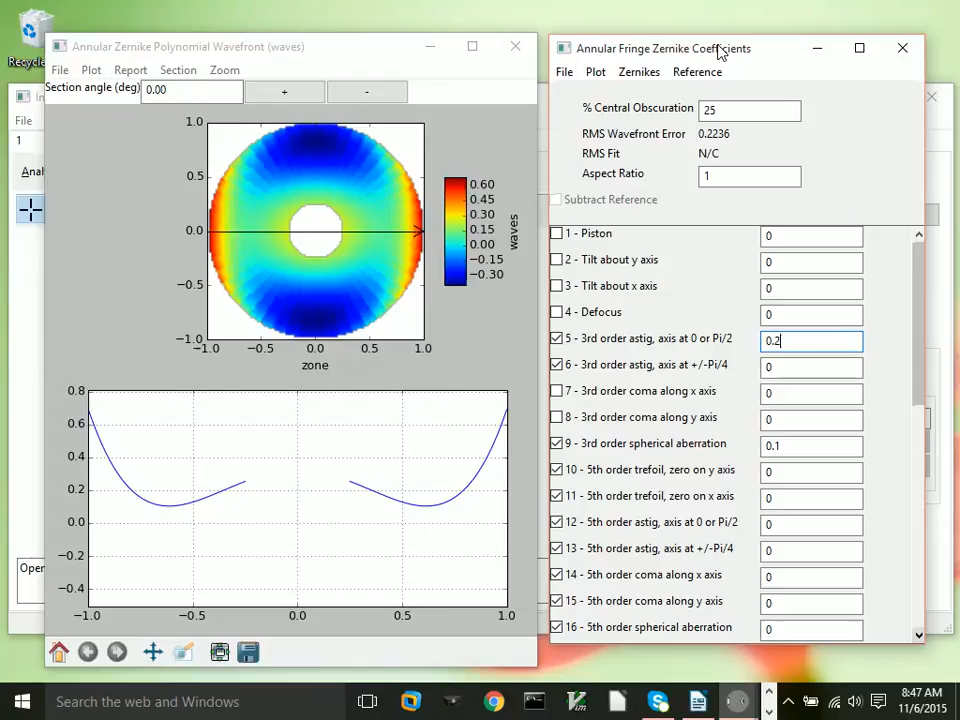 Recycle
Annular Zernike Polynomial Wavefront (waves)
File Plot Report Section Zoom
Section angle (deg) 0.00 + -
1.0
0.5
0.0
−0.5
−1.0
−1.0 −0.5 0.0 0.5 1.0
zone
0.60
0.45
0.30
0.15
0.00
−0.15
−0.30
waves
0.8
0.6
0.4
0.2
0.0
−0.2
−0.4
−1.0 −0.5 0.0 0.5 1.0
In
File
1
Anal
Open
Annular Fringe Zernike Coefficients
File Plot Zernikes Reference
% Central Obscuration 25
RMS Wavefront Error 0.2236
RMS Fit N/C
Aspect Ratio 1
Subtract Reference
1 - Piston 0
2 - Tilt about y axis 0
3 - Tilt about x axis 0
4 - Defocus 0
5 - 3rd order astig, axis at 0 or Pi/2 0.2
6 - 3rd order astig, axis at +/-Pi/4 0
7 - 3rd order coma along x axis 0
8 - 3rd order coma along y axis 0
9 - 3rd order spherical aberration 0.1
10 - 5th order trefoil, zero on y axis 0
11 - 5th order trefoil, zero on x axis 0
12 - 5th order astig, axis at 0 or Pi/2 0
13 - 5th order astig, axis at +/-Pi/4 0
14 - 5th order coma along x axis 0
15 - 5th order coma along y axis 0
16 - 5th order spherical aberration 0
Search the web and Windows
8:47 AM
11/6/2015